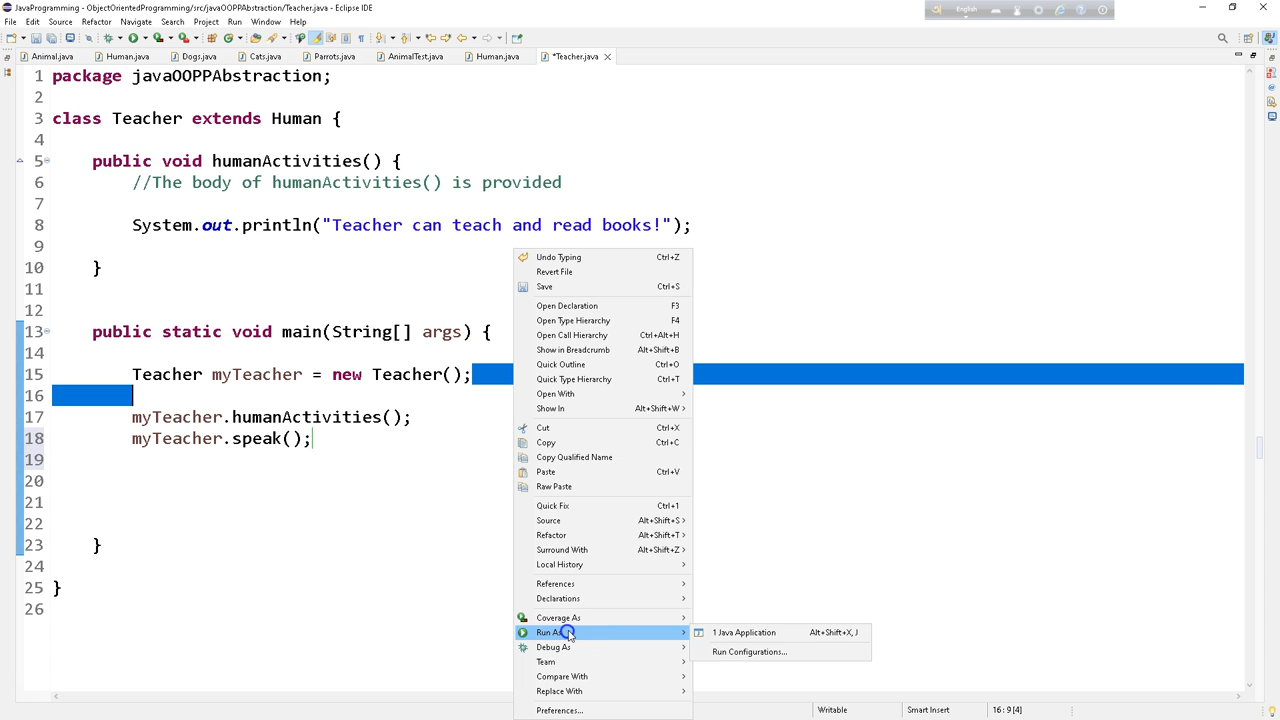 JavaProgramming - ObjectOrientedProgramming/src/javaOOPPAbstraction/Teacher.java - Eclipse IDE
English
File Edit Source Refactor Navigate Search Project Run Window Help
Animal.java Human.java Dogs.java Cats.java Parrots.java AnimalTest.java Human.java *Teacher.java
1 package javaOOPPAbstraction;
2
3 class Teacher extends Human {
4
5 public void humanActivities() {
6 //The body of humanActivities() is provided
7
8 System.out.println("Teacher can teach and read books!");
9
10 }
11
12
13 public static void main(String[] args) {
14
15 Teacher myTeacher = new Teacher();
16
17 myTeacher.humanActivities();
18 myTeacher.speak();
19
20
21
22
23 }
24
25 }
26
Undo Typing Ctrl+Z
Revert File
Save Ctrl+S
Open Declaration F3
Open Type Hierarchy F4
Open Call Hierarchy Ctrl+Alt+H
Show in Breadcrumb Alt+Shift+B
Quick Outline Ctrl+O
Quick Type Hierarchy Ctrl+T
Open With
Show In Alt+Shift+W
Cut Ctrl+X
Copy Ctrl+C
Copy Qualified Name
Paste Ctrl+V
Raw Paste
Quick Fix Ctrl+1
Source Alt+Shift+S
Refactor Alt+Shift+T
Surround With Alt+Shift+Z
Local History
References
Declarations
Coverage As
Run As
1 Java Application Alt+Shift+X, J
Debug As
Run Configurations...
Team
Compare With
Replace With
Preferences...
Writable Smart Insert 16 : 9 [4]